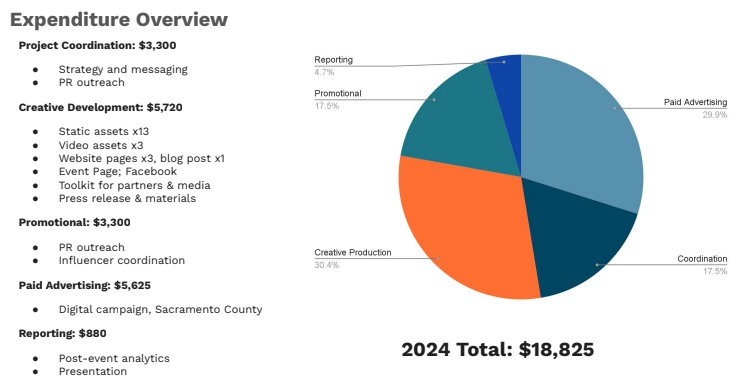 Expenditure Overview
Project Coordination: $3,300
● Strategy and messaging
● PR outreach
Creative Development: $5,720
● Static assets x13
● Video assets x3
● Website pages x3, blog post x1
● Event Page; Facebook
● Toolkit for partners & media
● Press release & materials
Promotional: $3,300
● PR outreach
● Influencer coordination
Paid Advertising: $5,625
● Digital campaign, Sacramento County
Reporting: $880
● Post-event analytics
● Presentation
Reporting
4.7%
Promotional
17.5%
Creative Production
30.4%
Paid Advertising
29.9%
Coordination
17.5%
2024 Total: $18,825